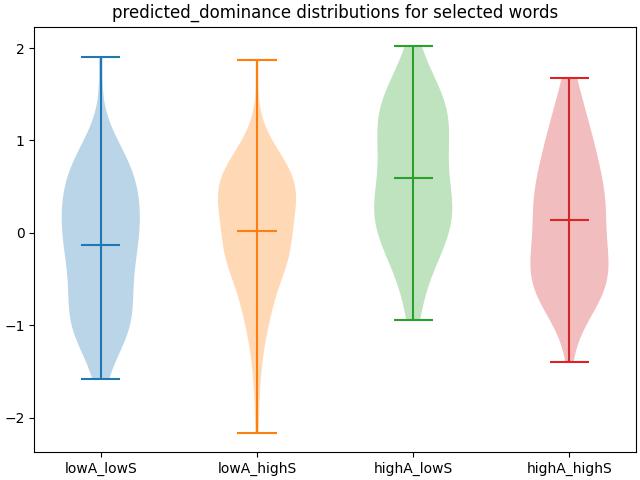 predicted_dominance distributions for selected words
2
1
0
−1
−2
lowA_lowS lowA_highS highA_lowS highA_highS